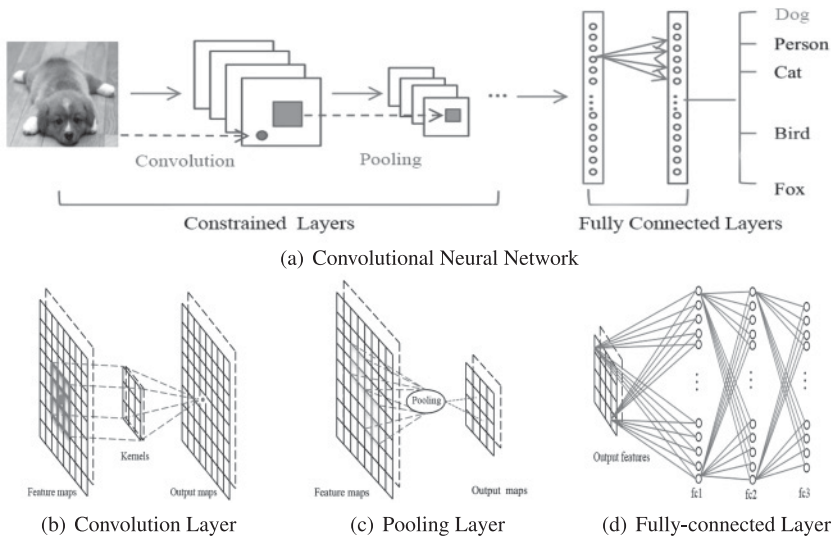 Dog
Person
Cat
Bird
Fox
Convolution
Pooling
Constrained Layers
Fully Connected Layers
(a) Convolutional Neural Network
Feature maps
Kernels
Output maps
(b) Convolution Layer
Pooling
Feature maps
Output maps
(c) Pooling Layer
Output features
fc1
fc2
fc3
(d) Fully-connected Layer